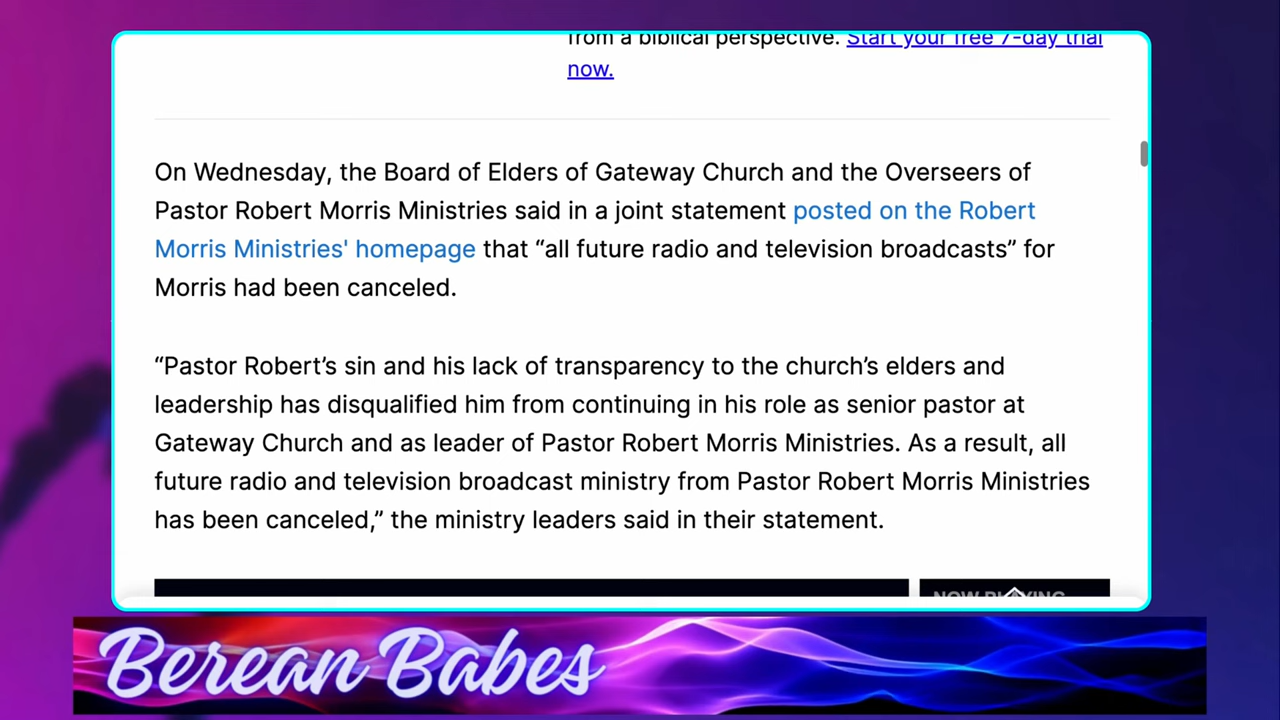 from a biblical perspective. Start your free 7-day trial
now.
On Wednesday, the Board of Elders of Gateway Church and the Overseers of
Pastor Robert Morris Ministries said in a joint statement posted on the Robert
Morris Ministries' homepage that “all future radio and television broadcasts” for
Morris had been canceled.
“Pastor Robert’s sin and his lack of transparency to the church’s elders and
leadership has disqualified him from continuing in his role as senior pastor at
Gateway Church and as leader of Pastor Robert Morris Ministries. As a result, all
future radio and television broadcast ministry from Pastor Robert Morris Ministries
has been canceled,” the ministry leaders said in their statement.
NOW PLAYING
Berean Babes